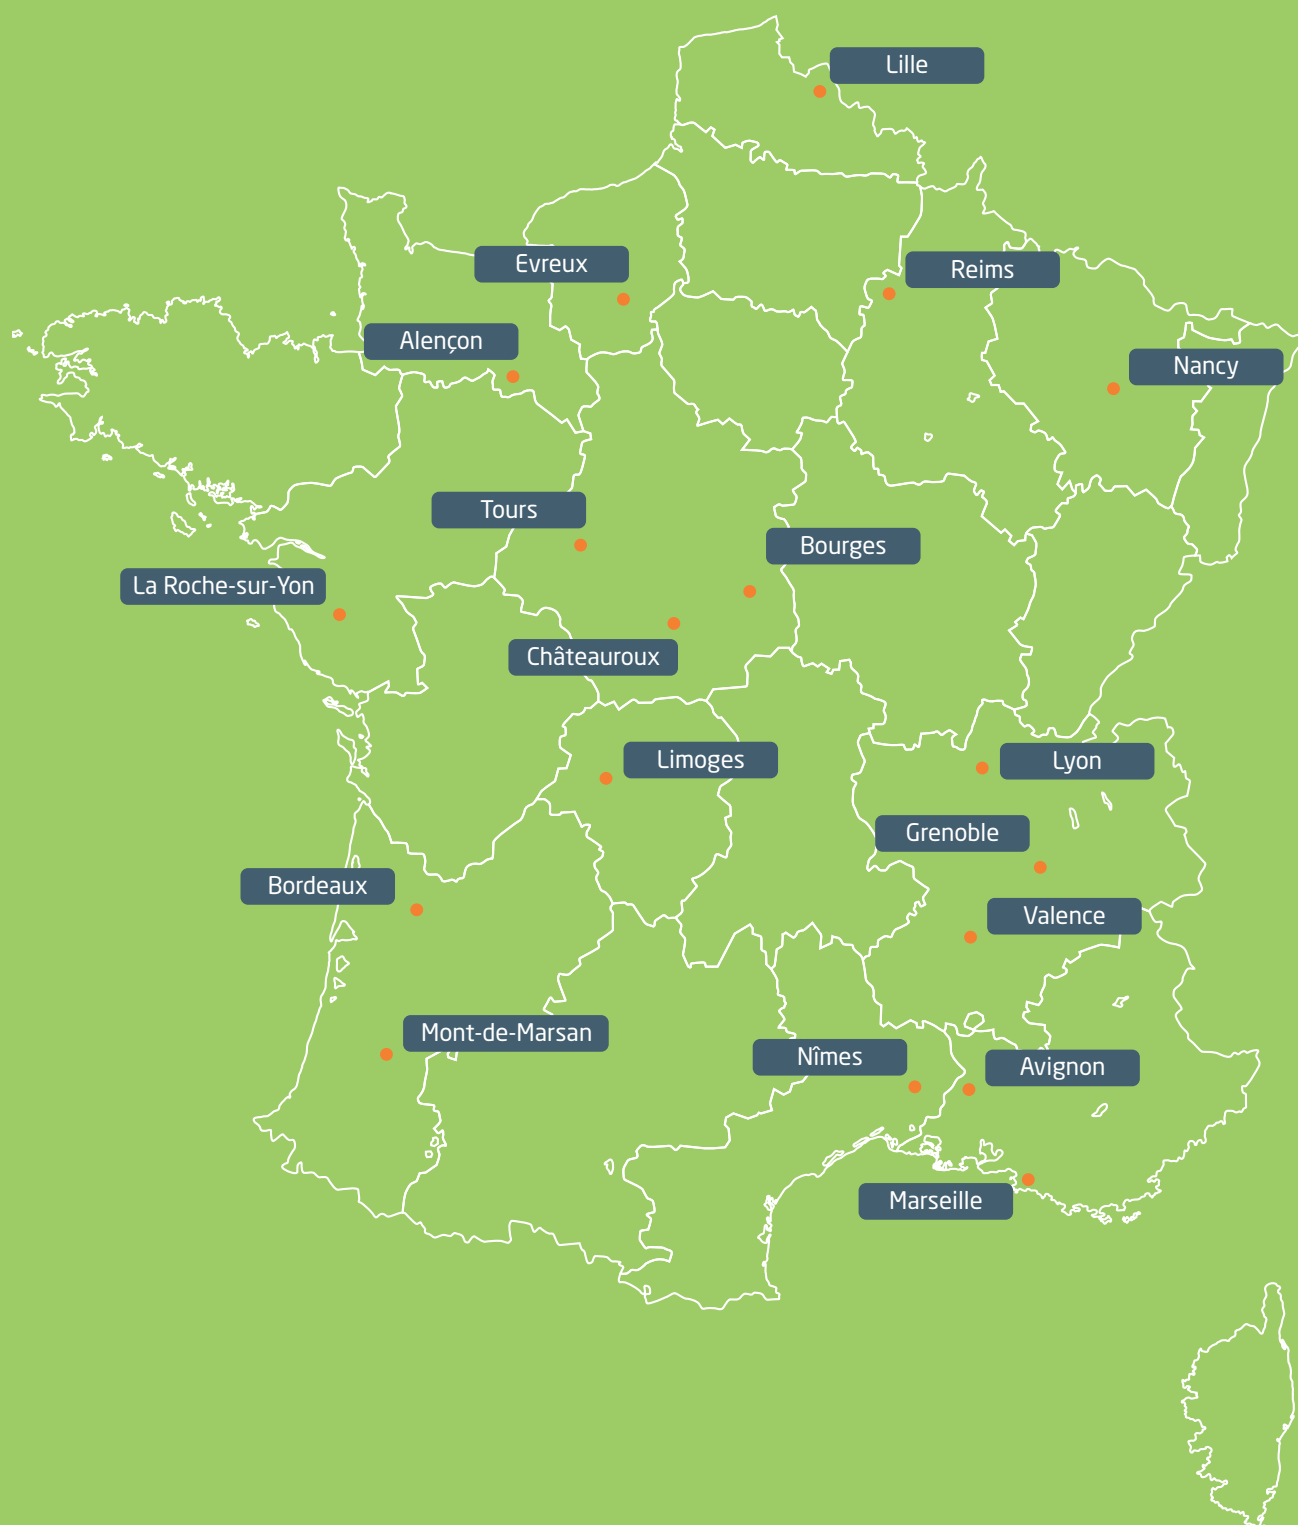 Lille
Evreux
Reims
Alençon
Nancy
Tours
Bourges
La Roche-sur-Yon
Châteauroux
Limoges
Lyon
Grenoble
Bordeaux
Valence
Mont-de-Marsan
Nîmes
Avignon
Marseille